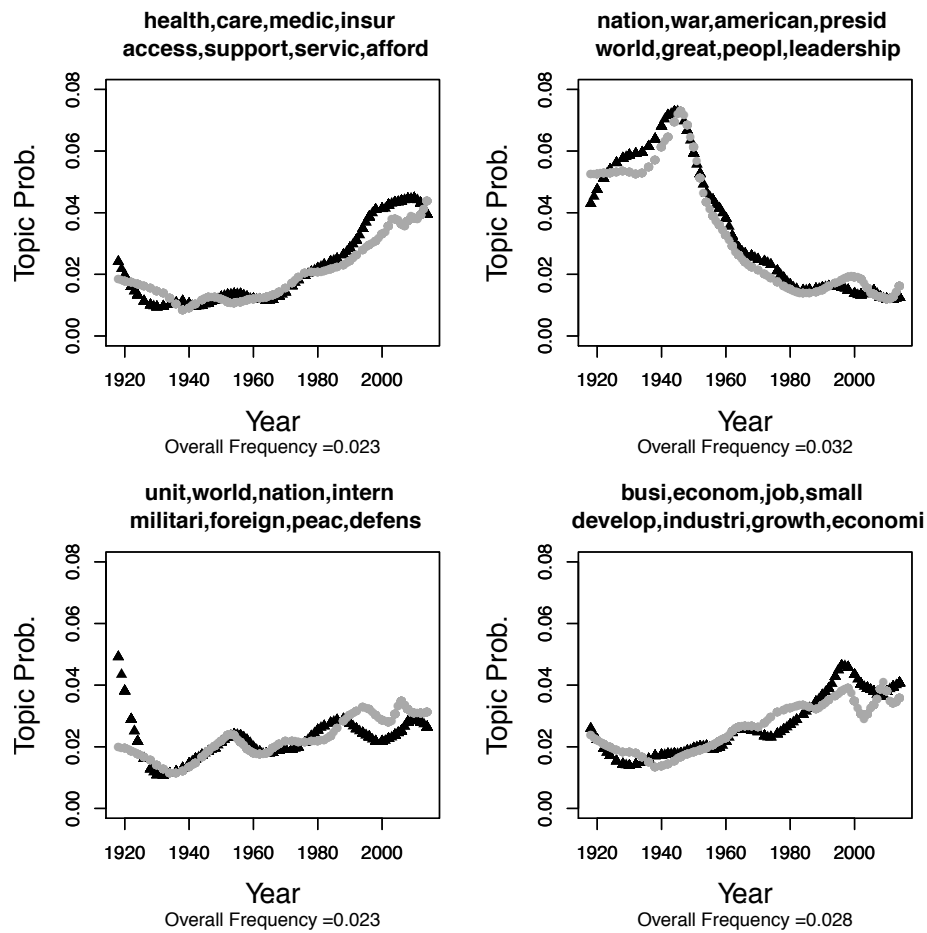 health,care,medic,insur
access,support,servic,afford
Topic Prob.
0.00 0.02 0.04 0.06 0.08
1920 1940 1960 1980 2000
Year
Overall Frequency =0.023
nation,war,american,presid
world,great,peopl,leadership
Topic Prob.
0.00 0.02 0.04 0.06 0.08
1920 1940 1960 1980 2000
Year
Overall Frequency =0.032
unit,world,nation,intern
militari,foreign,peac,defens
Topic Prob.
0.00 0.02 0.04 0.06 0.08
1920 1940 1960 1980 2000
Year
Overall Frequency =0.023
busi,econom,job,small
develop,industri,growth,economi
Topic Prob.
0.00 0.02 0.04 0.06 0.08
1920 1940 1960 1980 2000
Year
Overall Frequency =0.028